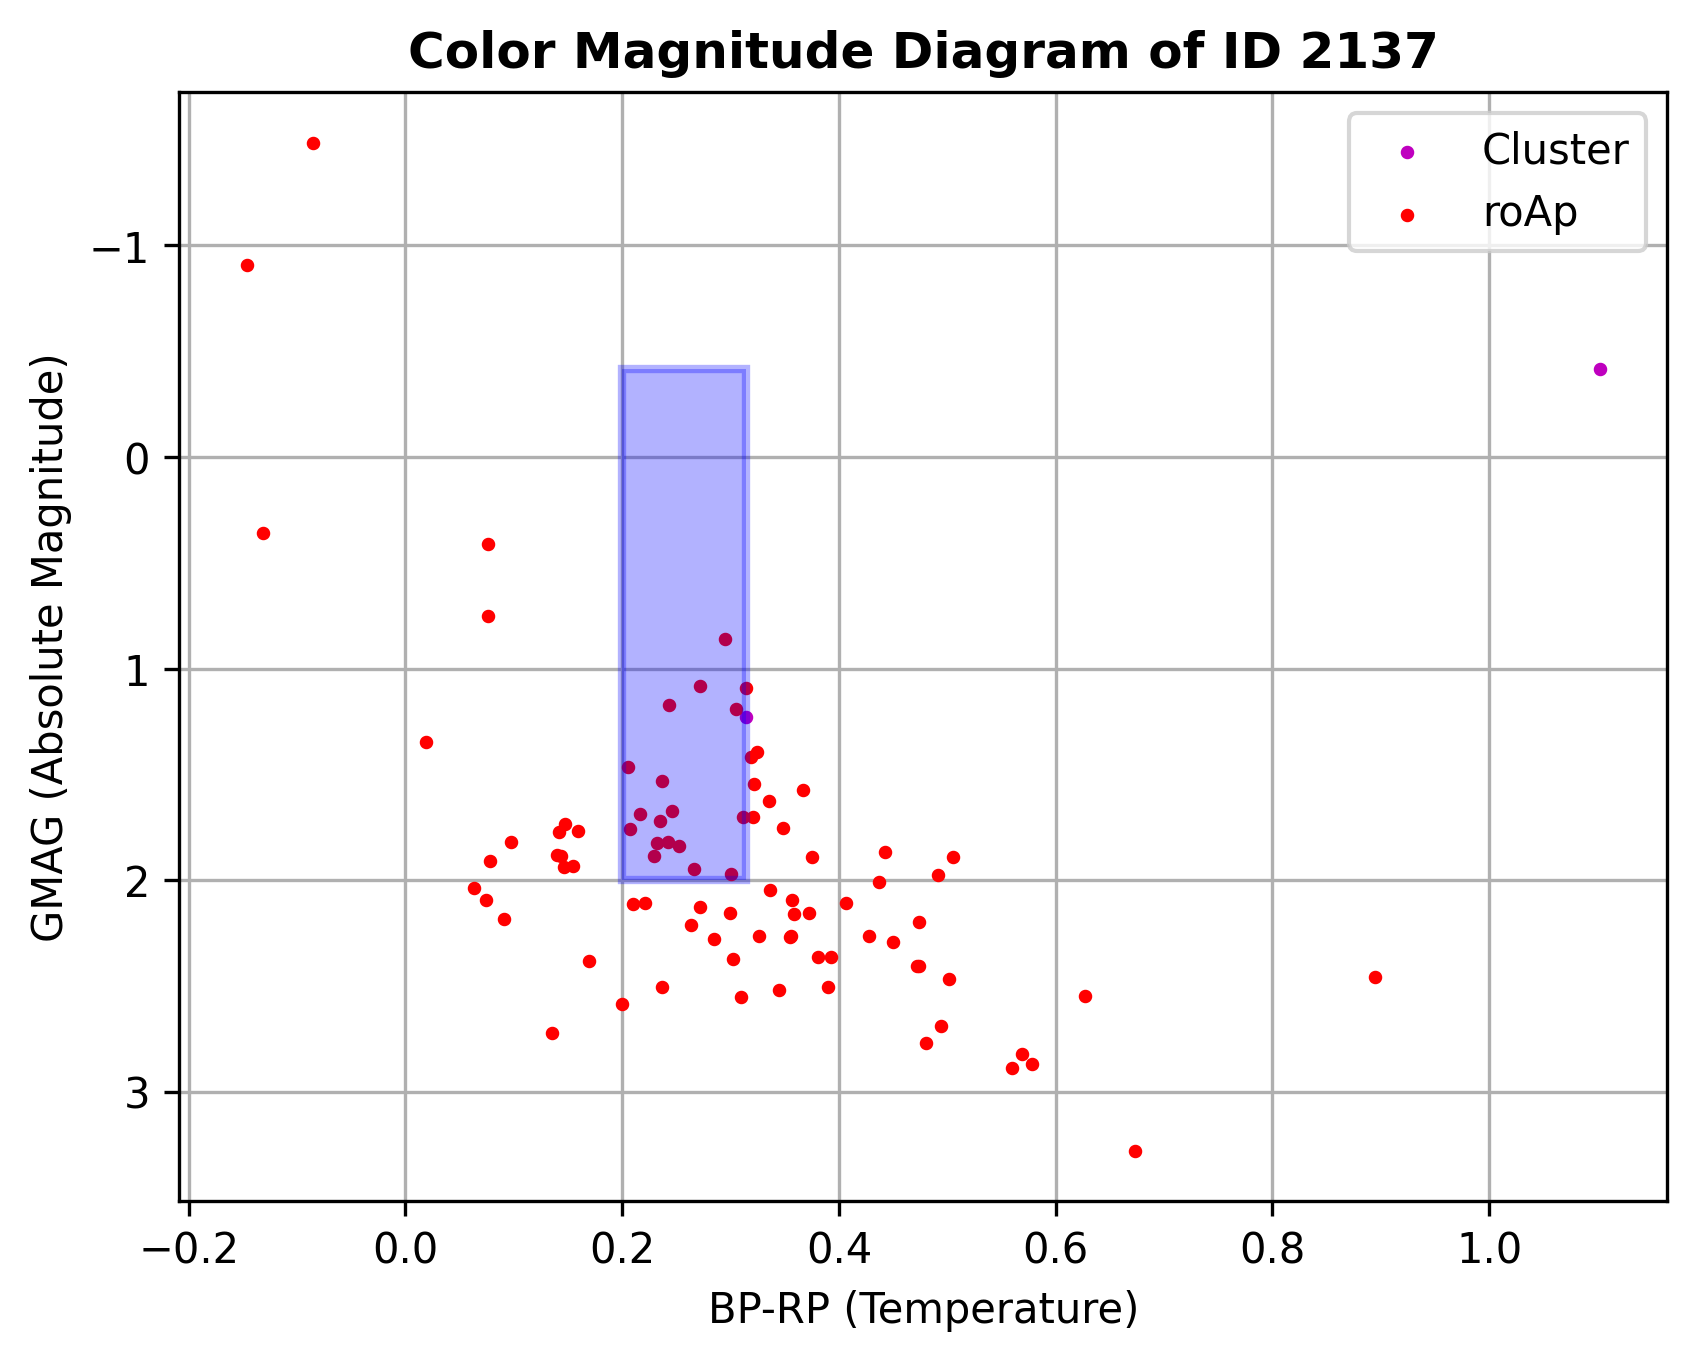 Color Magnitude Diagram of ID 2137
Cluster
roAp
GMAG (Absolute Magnitude)
−1
0
1
2
3
−0.2 0.0 0.2 0.4 0.6 0.8 1.0
BP-RP (Temperature)